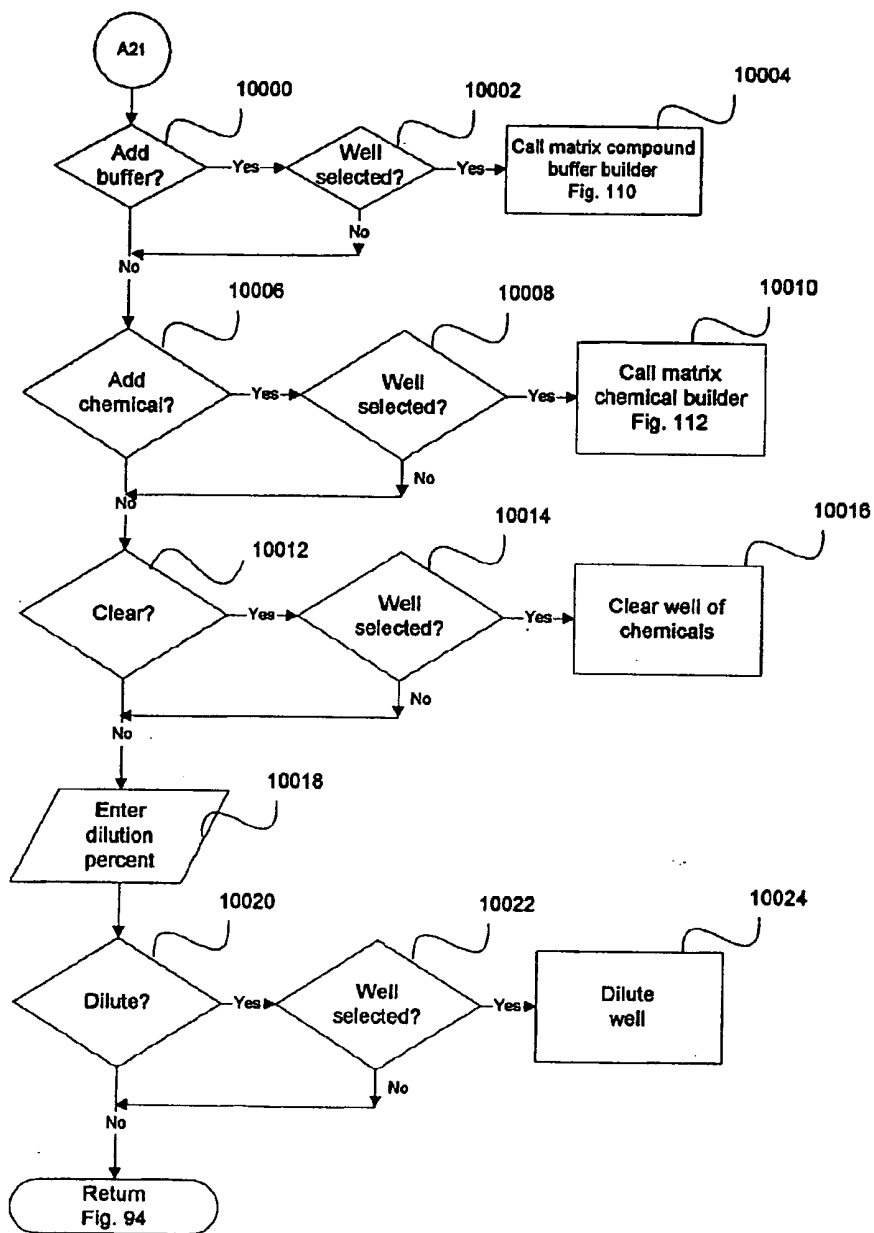 A21
10000
10002
10004
Add
buffer?
Yes
Well
selected?
Yes
Call matrix compound
buffer builder
Fig. 110
No
No
10006
10008
10010
Add
chemical?
Yes
Well
selected?
Yes
Call matrix
chemical builder
Fig. 112
No
No
10012
10014
10016
Clear?
Yes
Well
selected?
Yes
Clear well of
chemicals
No
No
10018
Enter
dilution
percent
10020
10022
10024
Dilute?
Yes
Well
selected?
Yes
Dilute
well
No
No
Return
Fig. 94